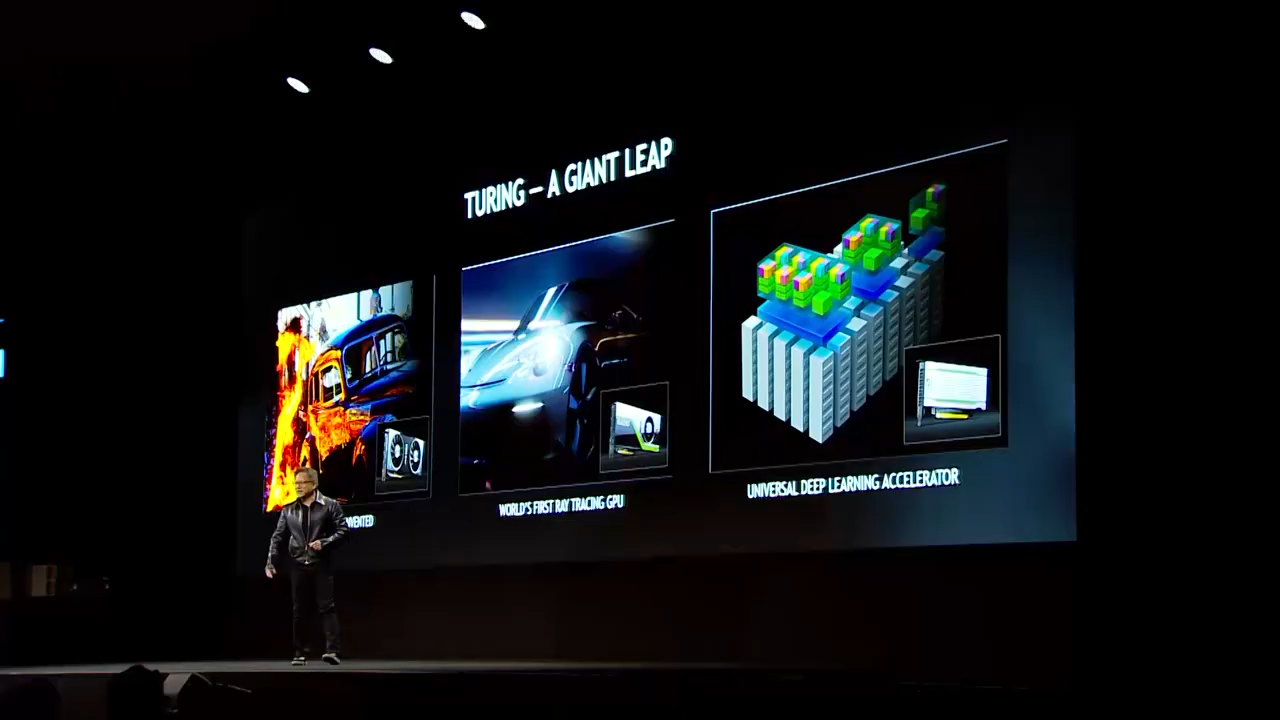 TURING – A GIANT LEAP
WORLD'S FIRST RAY TRACING GPU
UNIVERSAL DEEP LEARNING ACCELERATOR